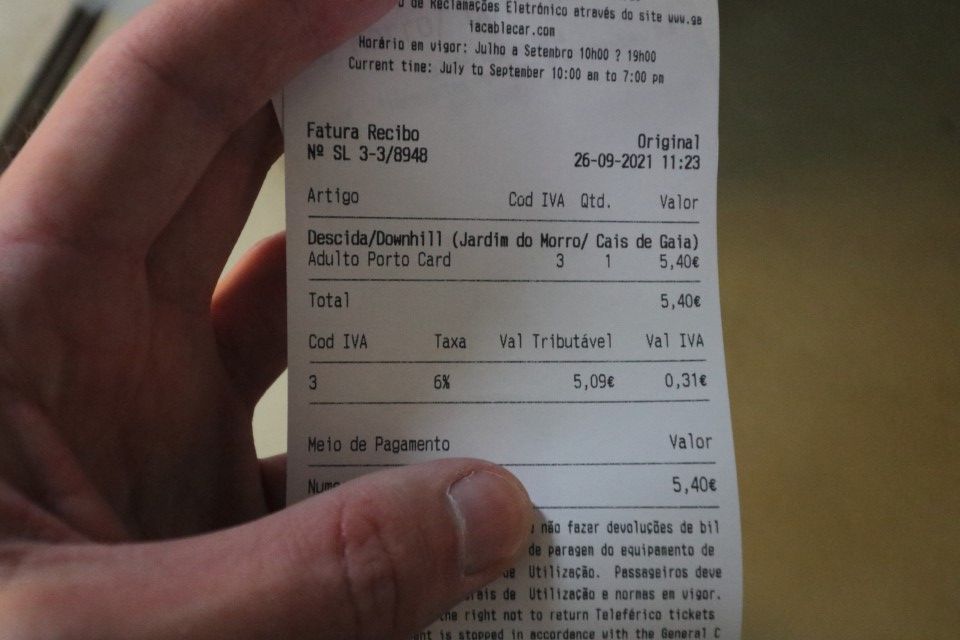 de Reclamações Eletrónico através do site www.ga
iacablecar.com
Horário em vigor: Julho a Setembro 10h00 ? 19h00
Current time: July to September 10:00 am to 7:00 pm
Fatura Recibo
Original
Nº SL 3-3/8948
26-09-2021 11:23
Artigo Cod IVA Qtd. Valor
Descida/Downhill (Jardim do Morro/ Cais de Gaia)
Adulto Porto Card 3 1 5,40€
Total 5,40€
Cod IVA Taxa Val Tributável Val IVA
3 6% 5,09€ 0,31€
Meio de Pagamento Valor
5,40€
não fazer devoluções de bil
de paragem do equipamento de
de Utilização. Passageiros deve
de Utilização e normas em vigor.
the right not to return Teleférico tickets
is stopped in accordance with the General C